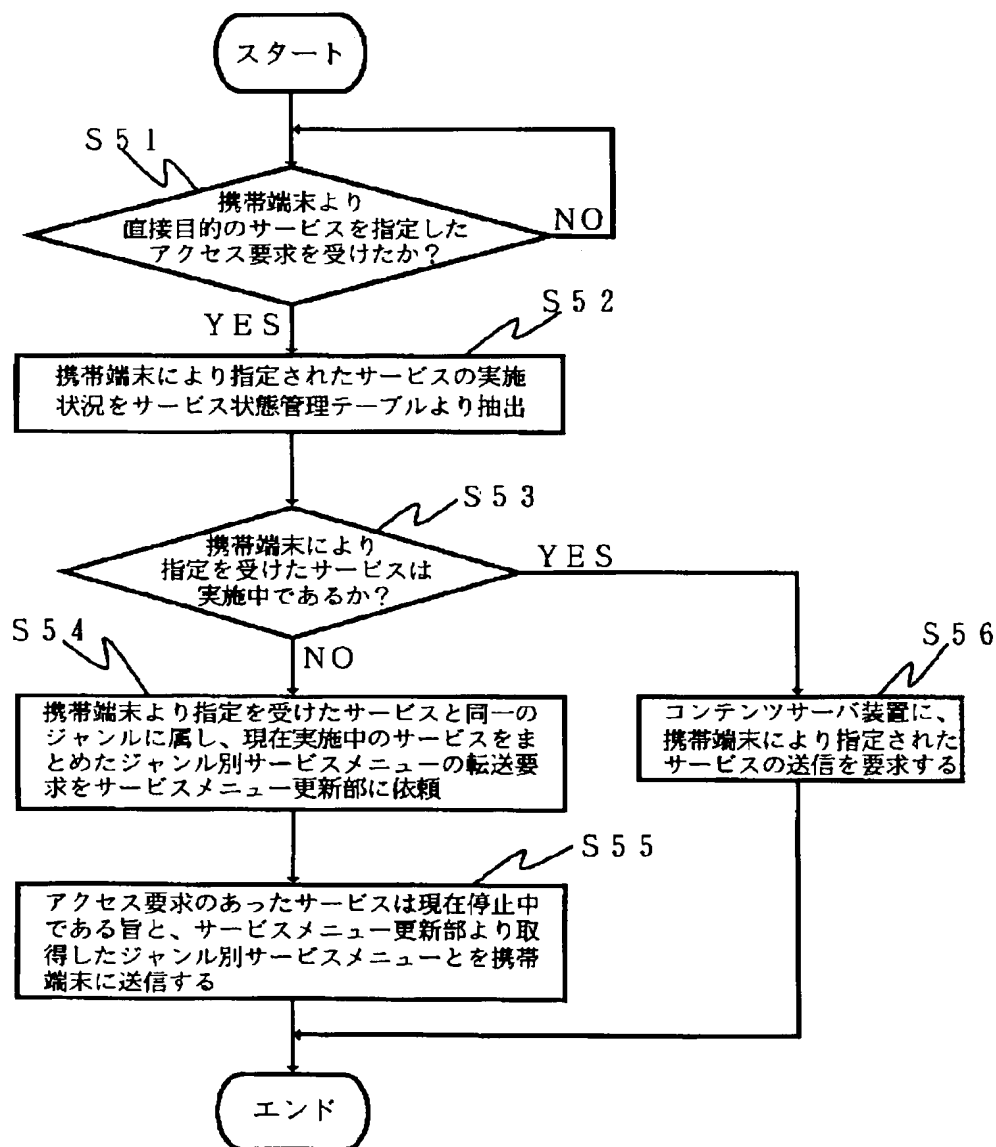 スタート
S51
携帯端末より
直接目的のサービスを指定した
アクセス要求を受けたか?
NO
YES
S52
携帯端末により指定されたサービスの実施
状況をサービス状態管理テーブルより抽出
S53
携帯端末により
指定を受けたサービスは
実施中であるか?
YES
NO
S54
携帯端末より指定を受けたサービスと同一の
ジャンルに属し、現在実施中のサービスをま
とめたジャンル別サービスメニューの転送要
求をサービスメニュー更新部に依頼
S56
コンテンツサーバ装置に、
携帯端末により指定された
サービスの送信を要求する
S55
アクセス要求のあったサービスは現在停止中
である旨と、サービスメニュー更新部より取
得したジャンル別サービスメニューとを携帯
端末に送信する
エンド